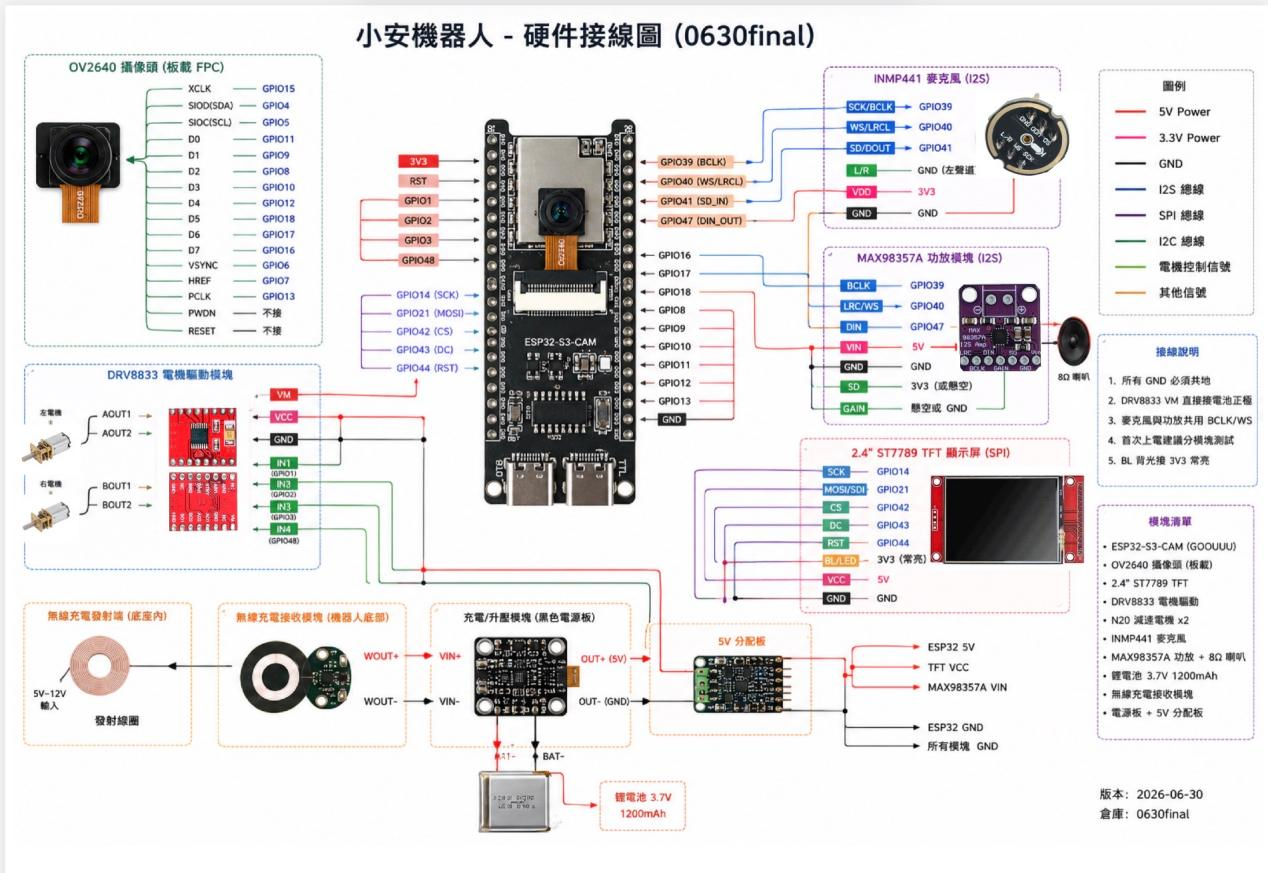 小安機器人 - 硬件接線圖 (0630final)
OV2640 攝像頭 (板載 FPC)
XCLK GPIO15
SIOD(SDA) GPIO4
SIOC(SCL) GPIO5
D0 GPIO11
D1 GPIO9
D2 GPIO8
D3 GPIO10
D4 GPIO12
D5 GPIO18
D6 GPIO17
D7 GPIO16
VSYNC GPIO6
HREF GPIO7
PCLK GPIO13
PWDN 不接
RESET 不接
3V3
RST
GPIO1
GPIO2
GPIO3
GPIO48
GPIO14 (SCK)
GPIO21 (MOSI)
GPIO42 (CS)
GPIO43 (DC)
GPIO44 (RST)
ESP32-S3-CAM
GPIO39 (BCLK)
GPIO40 (WS/LRCL)
GPIO41 (SD_IN)
GPIO47 (DIN_OUT)
GPIO16
GPIO17
GPIO18
GPIO8
GPIO9
GPIO10
GPIO11
GPIO12
GPIO13
GND
INMP441 麥克風 (I2S)
SCK/BCLK GPIO39
WS/LRCL GPIO40
SD/DOUT GPIO41
L/R GND (左聲道
VDD 3V3
GND GND
MAX98357A 功放模塊 (I2S)
BCLK GPIO39
LRC/WS GPIO40
DIN GPIO47
VIN 5V
GND GND
SD 3V3 (或懸空)
GAIN 懸空或 GND
MAX
98357A
I2S Amp
8Ω 喇叭
2.4" ST7789 TFT 顯示屏 (SPI)
SCK GPIO14
MOSI/SDI GPIO21
CS GPIO42
DC GPIO43
RST GPIO44
BL/LED 3V3 (常亮)
VCC 5V
GND GND
圖例
5V Power
3.3V Power
GND
I2S 總線
SPI 總線
I2C 總線
電機控制信號
其他信號
接線說明
1. 所有 GND 必須共地
2. DRV8833 VM 直接接電池正極
3. 麥克風與功放共用 BCLK/WS
4. 首次上電建議分模塊測試
5. BL 背光接 3V3 常亮
模塊清單
• ESP32-S3-CAM (GOOUUU)
• OV2640 攝像頭 (板載)
• 2.4" ST7789 TFT
• DRV8833 電機驅動
• N20 減速電機 x2
• INMP441 麥克風
• MAX98357A 功放 + 8Ω 喇叭
• 鋰電池 3.7V 1200mAh
• 無線充電接收模塊
• 電源板 + 5V 分配板
DRV8833 電機驅動模塊
左電機
AOUT1
AOUT2
右電機
BOUT1
BOUT2
VM
VCC
GND
IN1
(GPIO1)
IN2
(GPIO2)
IN3
(GPIO3)
IN4
(GPIO48)
無線充電發射端 (底座內)
5V-12V
輸入
發射線圈
無線充電接收模塊 (機器人底部)
WOUT+
WOUT-
充電/升壓模塊 (黑色電源板)
VIN+
VIN-
OUT+ (5V)
OUT- (GND)
BAT-
鋰電池 3.7V
1200mAh
5V 分配板
ESP32 5V
TFT VCC
MAX98357A VIN
ESP32 GND
所有模塊 GND
版本: 2026-06-30
倉庫: 0630final